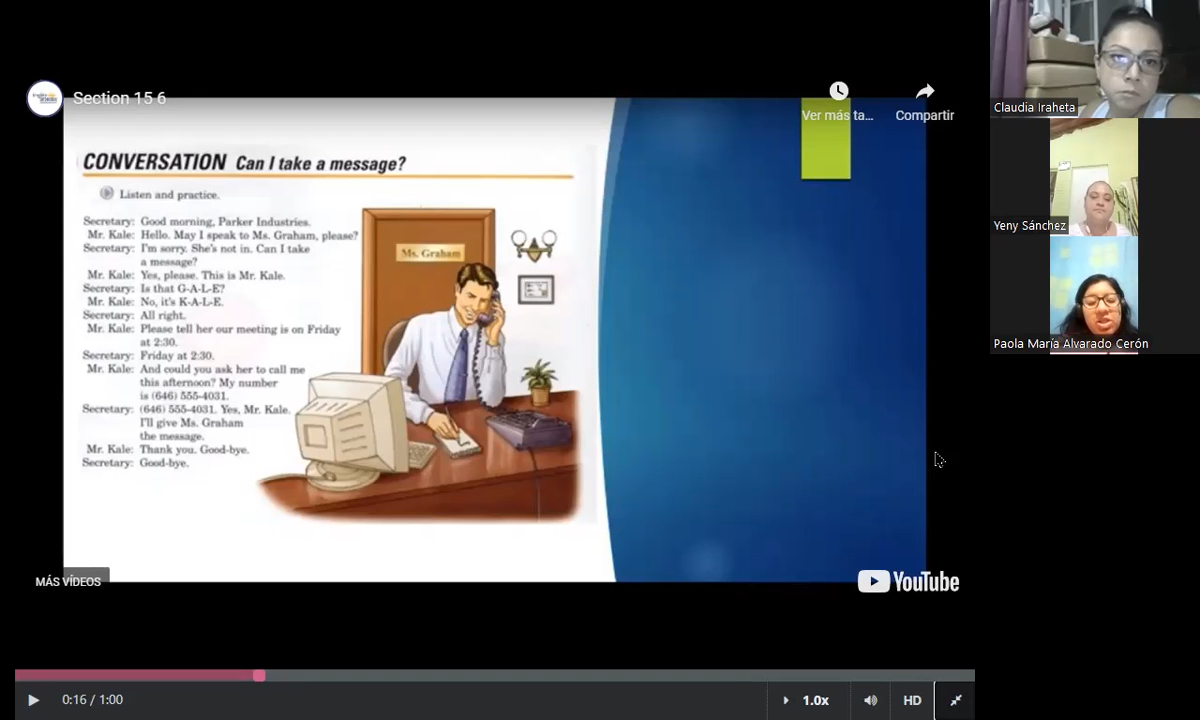 Section 15 6
Ver más ta...
Compartir
CONVERSATION Can I take a message?
Listen and practice.
Secretary: Good morning, Parker Industries.
Mr. Kale: Hello. May I speak to Ms. Graham, please?
Secretary: I'm sorry. She's not in. Can I take
a message?
Mr. Kale: Yes, please. This is Mr. Kale.
Secretary: Is that G-A-L-E?
Mr. Kale: No, it's K-A-L-E.
Secretary: All right.
Mr. Kale: Please tell her our meeting is on Friday
at 2:30.
Secretary: Friday at 2:30.
Mr. Kale: And could you ask her to call me
this afternoon? My number
is (646) 555-4031.
Secretary: (646) 555-4031. Yes, Mr. Kale.
I'll give Ms. Graham
the message.
Mr. Kale: Thank you. Good-bye.
Secretary: Good-bye.
Ms. Graham
MÁS VÍDEOS
YouTube
0:16 / 1:00
1.0x
HD
Claudia Iraheta
Yeny Sánchez
Paola María Alvarado Cerón